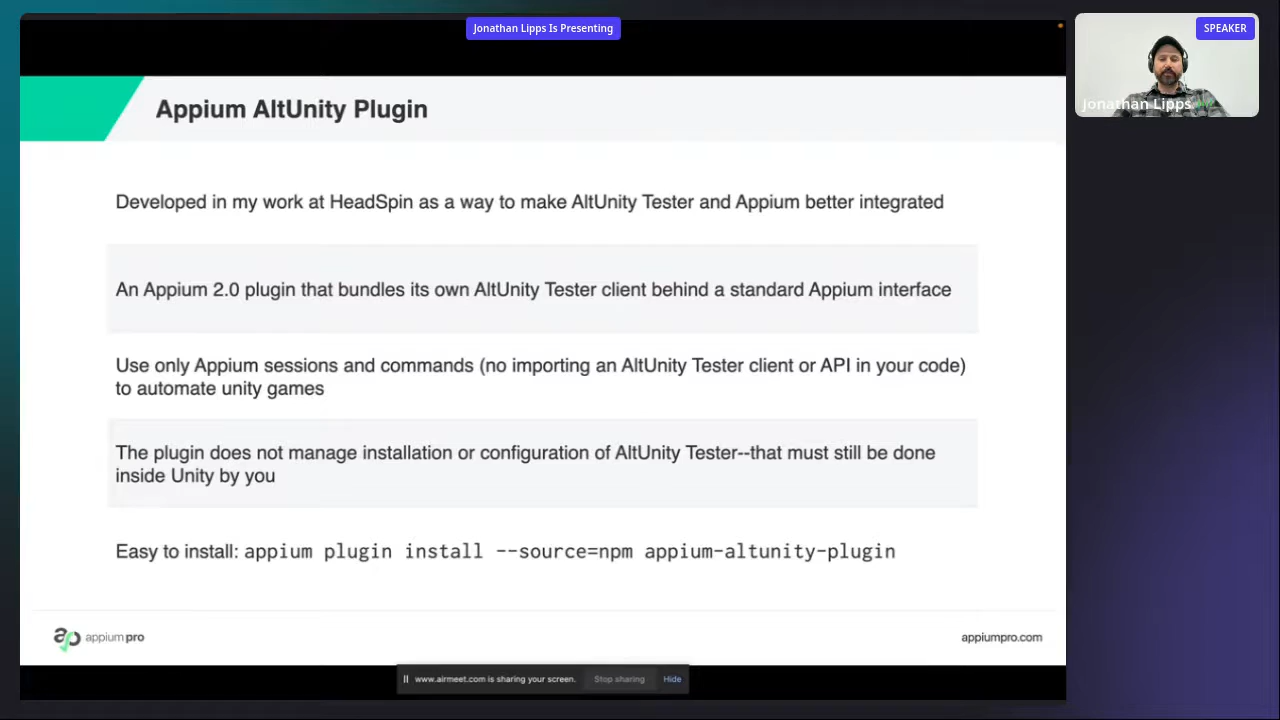 Jonathan Lipps Is Presenting
SPEAKER
Jonathan Lipps
Appium AltUnity Plugin
Developed in my work at HeadSpin as a way to make AltUnity Tester and Appium better integrated
An Appium 2.0 plugin that bundles its own AltUnity Tester client behind a standard Appium interface
Use only Appium sessions and commands (no importing an AltUnity Tester client or API in your code)
to automate unity games
The plugin does not manage installation or configuration of AltUnity Tester--that must still be done
inside Unity by you
Easy to install: appium plugin install --source=npm appium-altunity-plugin
appium pro
appiumpro.com
www.airmeet.com is sharing your screen.
Stop sharing
Hide